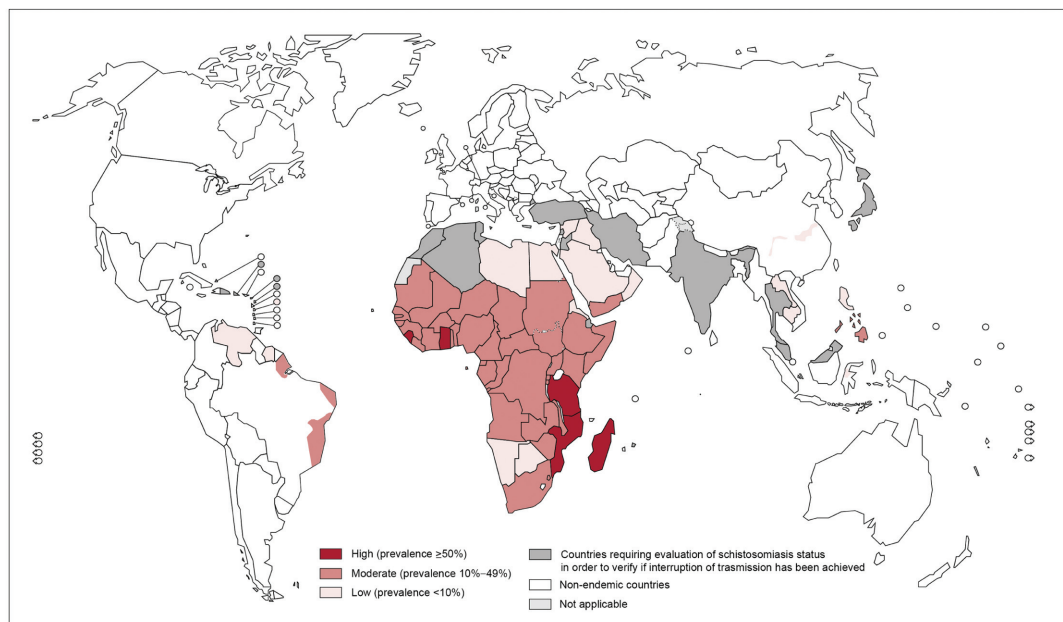 High (prevalence ≥50%)
Moderate (prevalence 10%–49%)
Low (prevalence <10%)
Countries requiring evaluation of schistosomiasis status
in order to verify if interruption of trasmission has been achieved
Non-endemic countries
Not applicable